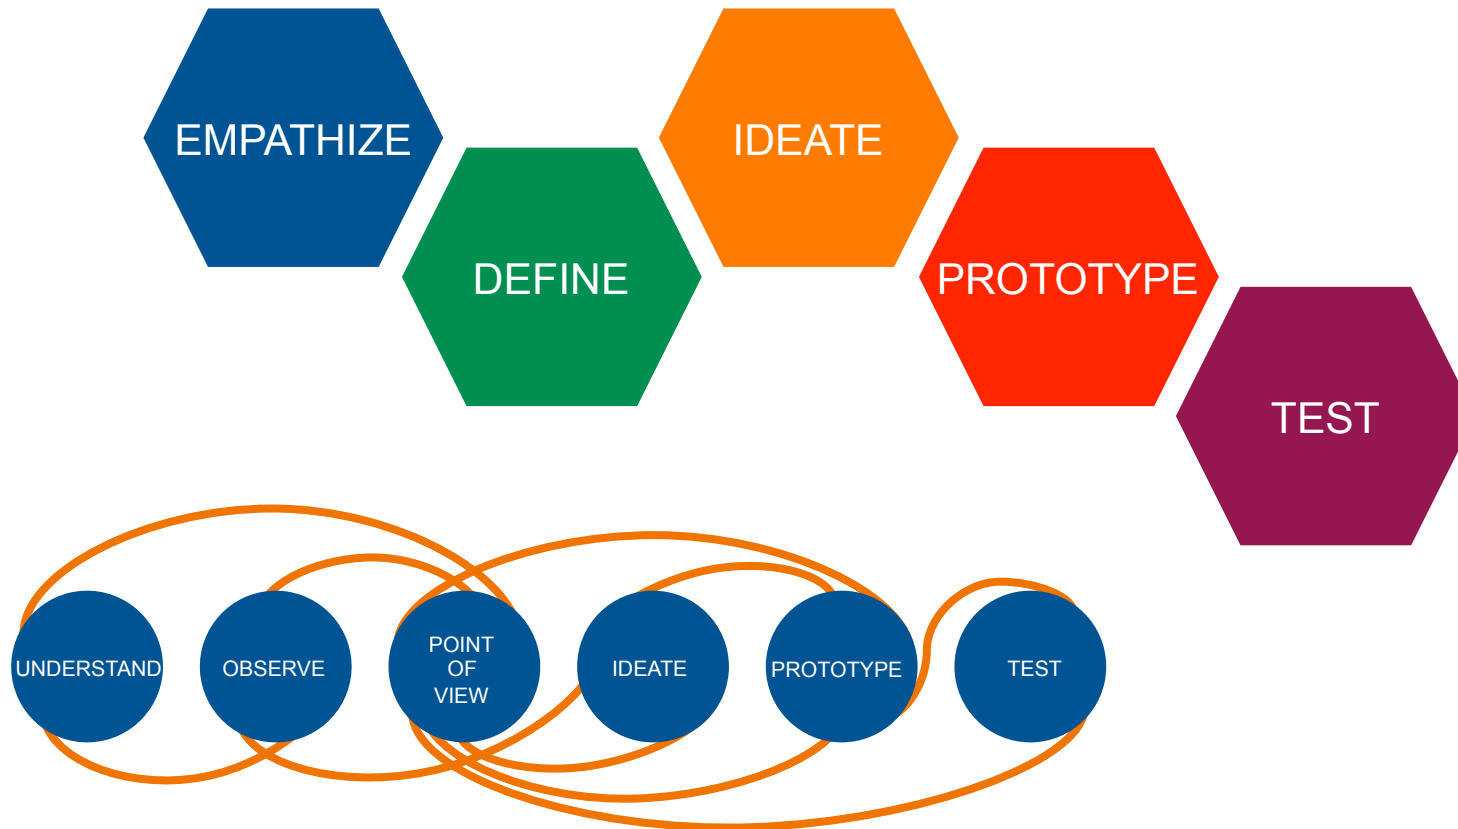 EMPATHIZE
IDEATE
DEFINE
PROTOTYPE
TEST
UNDERSTAND
OBSERVE
POINT
OF
VIEW
IDEATE
PROTOTYPE
TEST